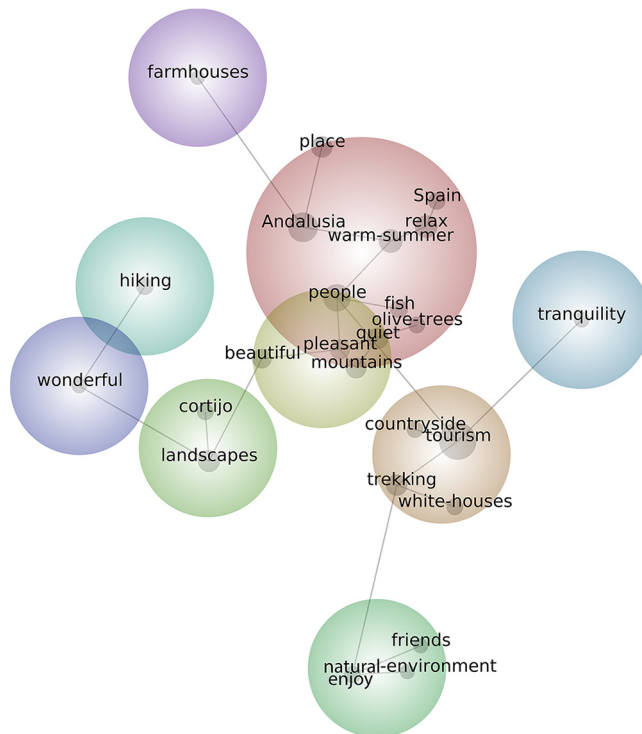 farmhouses
place
Spain
Andalusia
relax
warm-summer
hiking
people
fish
tranquility
olive-trees
quiet
pleasant
beautiful
mountains
wonderful
cortijo
countryside
tourism
landscapes
trekking
white-houses
friends
natural-environment
enjoy